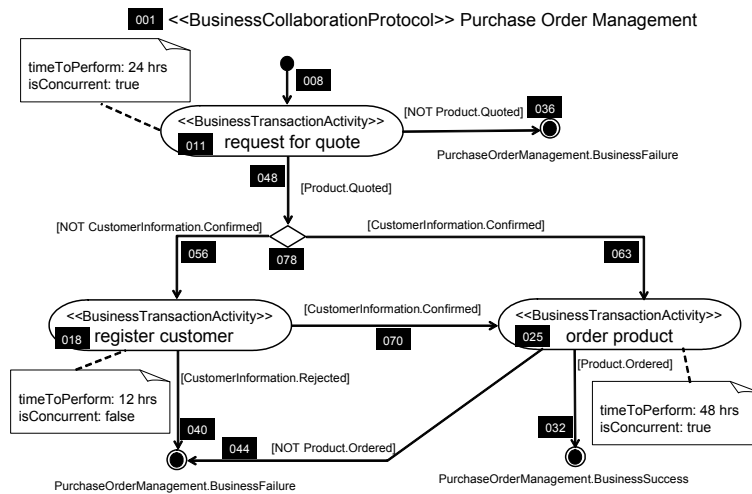 001 <<BusinessCollaborationProtocol>> Purchase Order Management
timeToPerform: 24 hrs
isConcurrent: true
008
<<BusinessTransactionActivity>>
011 request for quote
[NOT Product.Quoted]
036
PurchaseOrderManagement.BusinessFailure
048
[Product.Quoted]
[NOT CustomerInformation.Confirmed]
[CustomerInformation.Confirmed]
056
078
063
<<BusinessTransactionActivity>>
018 register customer
[CustomerInformation.Confirmed]
070
<<BusinessTransactionActivity>>
025 order product
[CustomerInformation.Rejected]
[Product.Ordered]
timeToPerform: 12 hrs
isConcurrent: false
timeToPerform: 48 hrs
isConcurrent: true
040
044
[NOT Product.Ordered]
032
PurchaseOrderManagement.BusinessFailure
PurchaseOrderManagement.BusinessSuccess